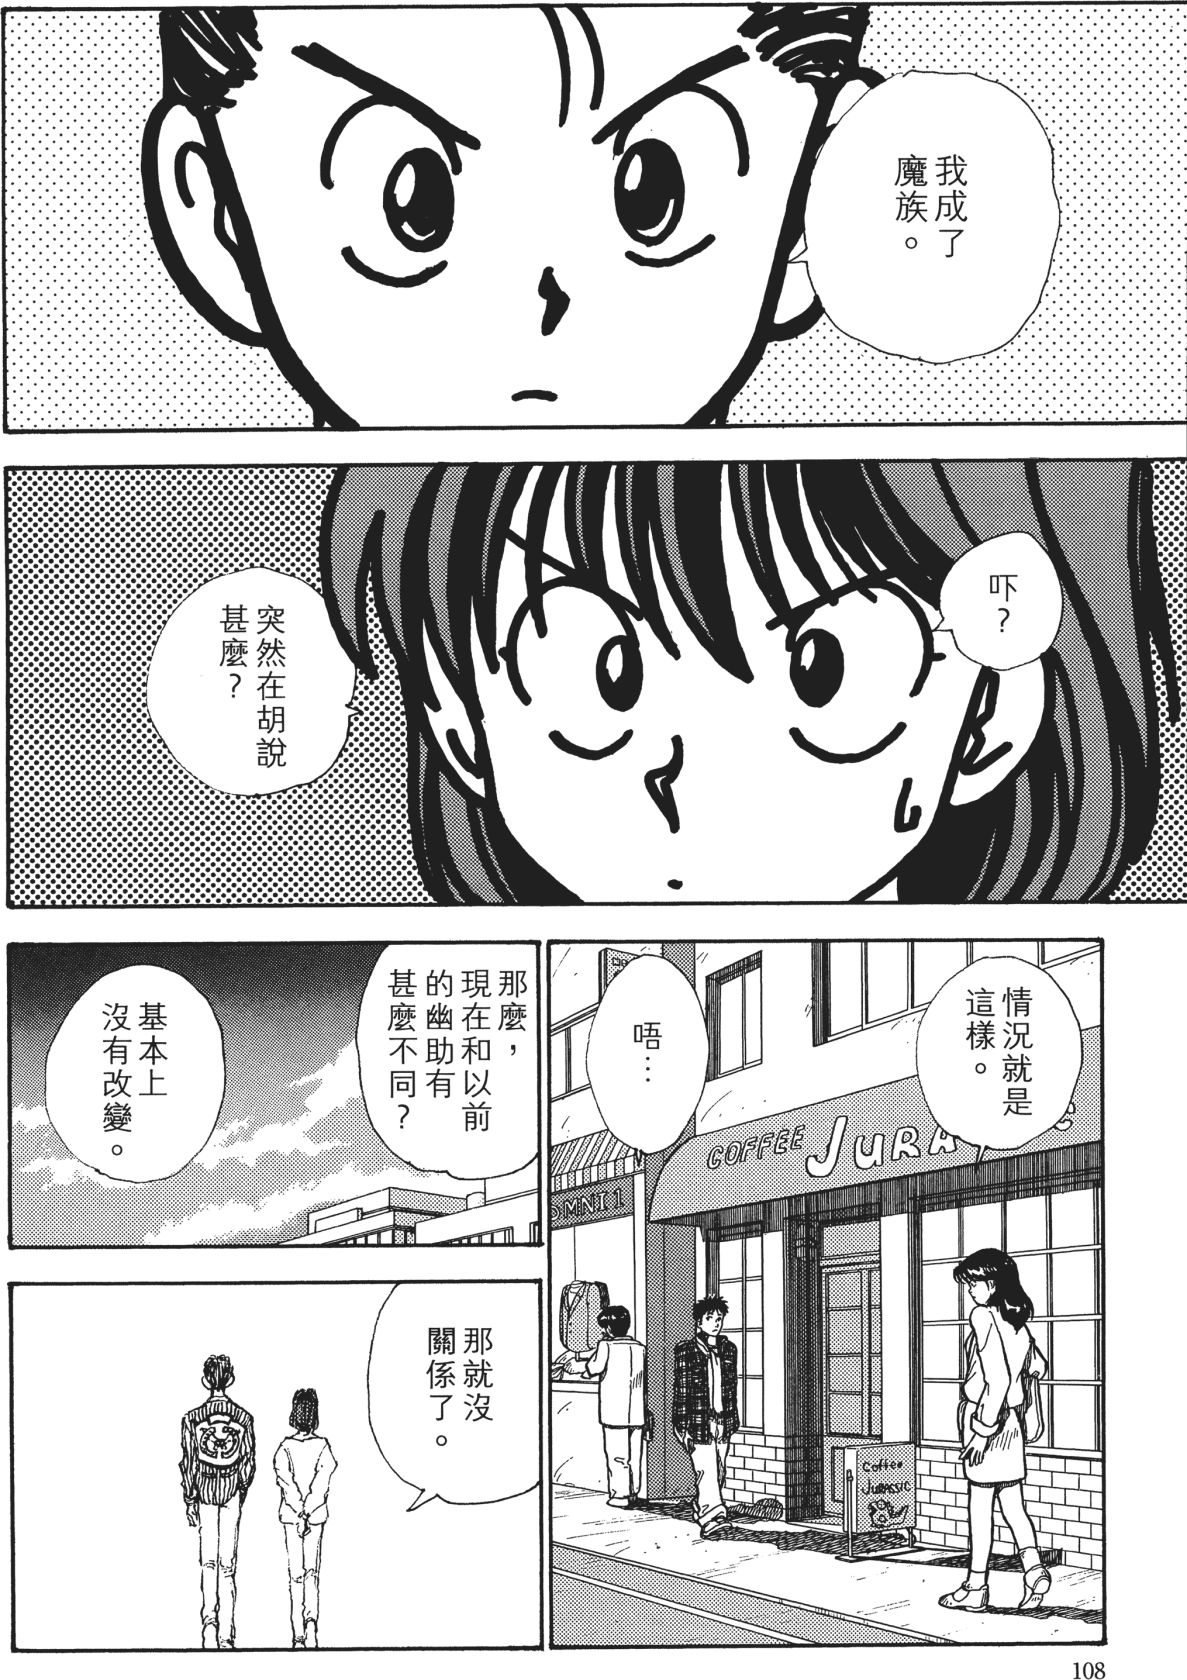 我成了
魔族。
吓？
突然在胡說
甚麼？
情況就是
這樣。
唔…
COFFEE JURA
C
OMNI 1
Coffee
JURASSIC
那麼，
現在和以前
的幽助有
甚麼不同？
基本上
沒有改變。
那就沒
關係了。
108